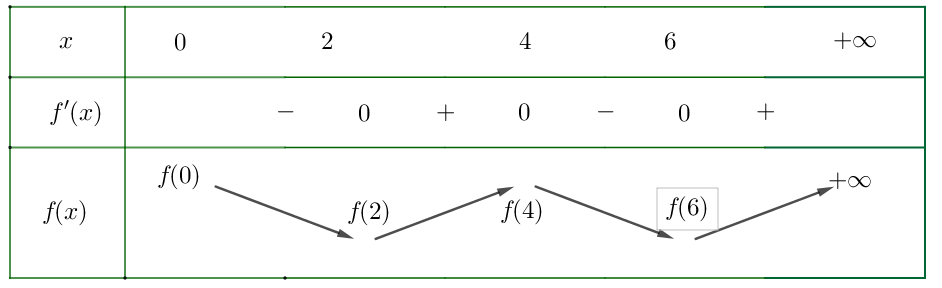 x 0 2 4 6 +∞
f′(x) − 0 + 0 − 0 +
f(0) +∞
f(x) f(2) f(4) f(6)